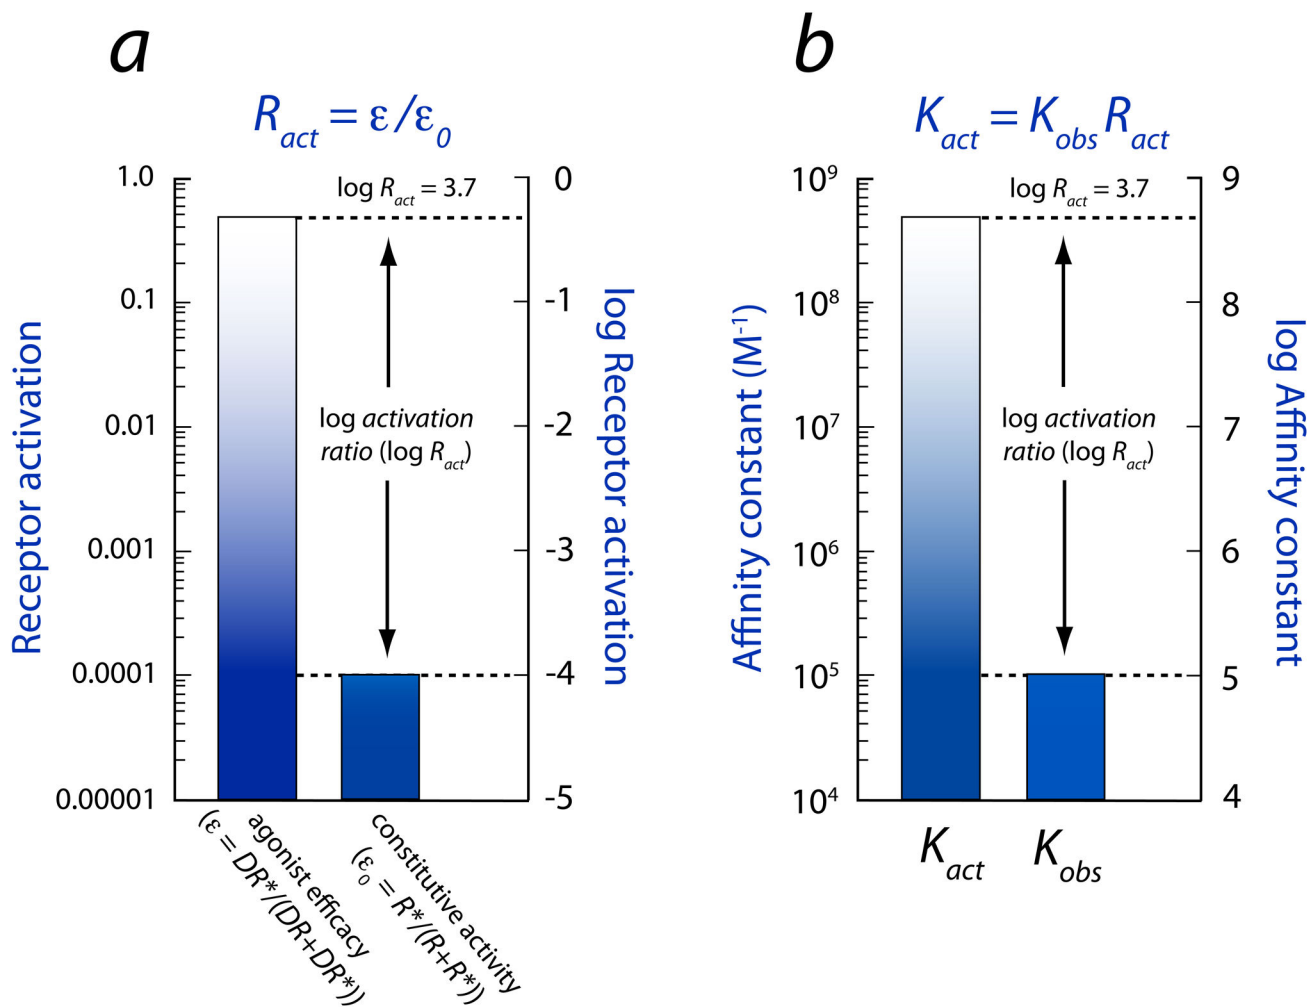 a
R_act = ε/ε_0
1.0
0.1
0.01
0.001
0.0001
0.00001
Receptor activation
log R_act = 3.7
log activation
ratio (log R_act)
0
-1
-2
-3
-4
-5
log Receptor activation
agonist efficacy
(ε = DR*/(DR+DR*))
constitutive activity
(ε_0 = R*/(R+R*))
b
K_act = K_obs R_act
10^9
10^8
10^7
10^6
10^5
10^4
Affinity constant (M^-1)
log R_act = 3.7
log activation
ratio (log R_act)
9
8
7
6
5
4
log Affinity constant
K_act
K_obs